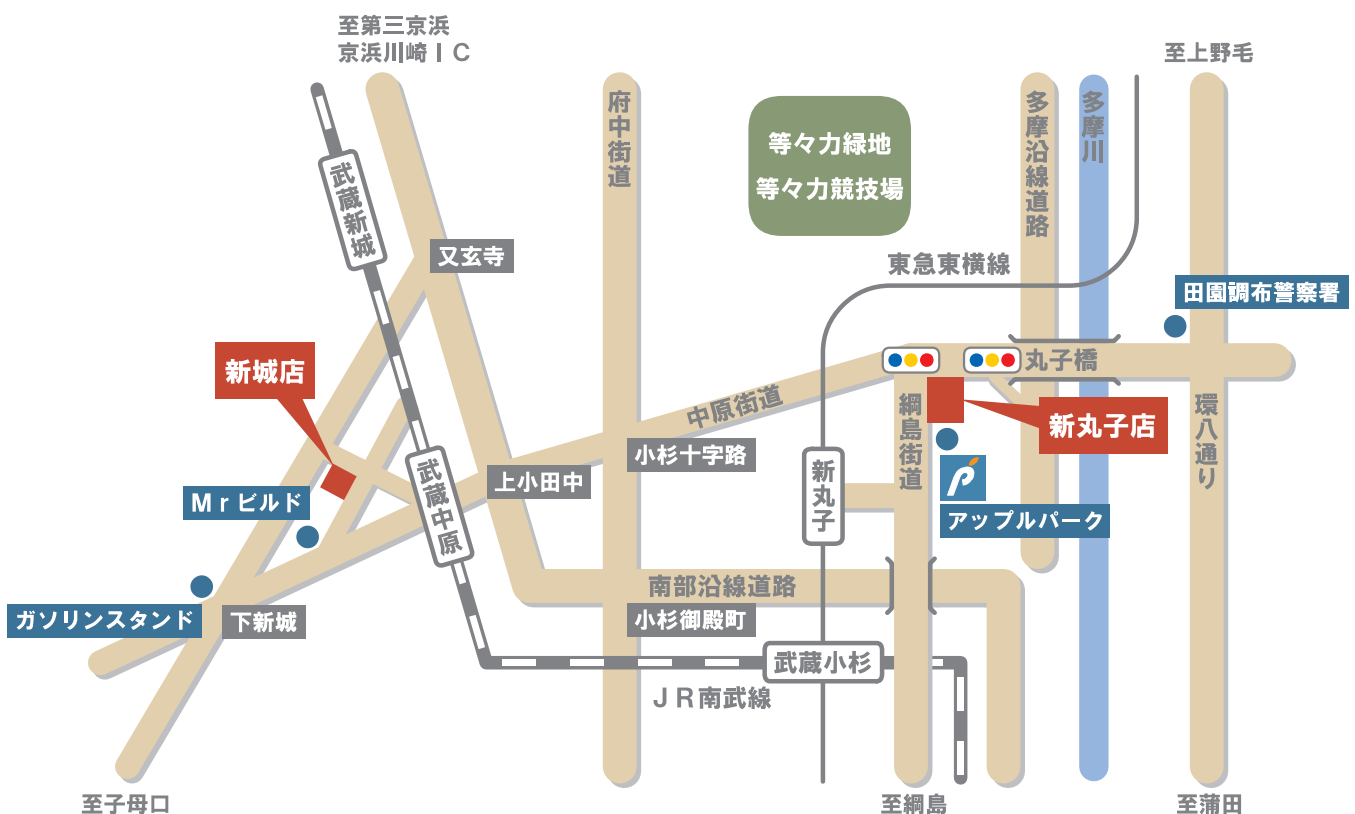 至第三京浜
京浜川崎IC
至上野毛
府中街道
等々力緑地
等々力競技場
多摩沿線道路
多摩川
武蔵新城
又玄寺
東急東横線
田園調布警察署
新城店
丸子橋
中原街道
綱島街道
新丸子店
環八通り
小杉十字路
武蔵中原
上小田中
新丸子
Mrビルド
アップルパーク
南部沿線道路
ガソリンスタンド
下新城
小杉御殿町
武蔵小杉
JR南武線
至子母口
至綱島
至蒲田